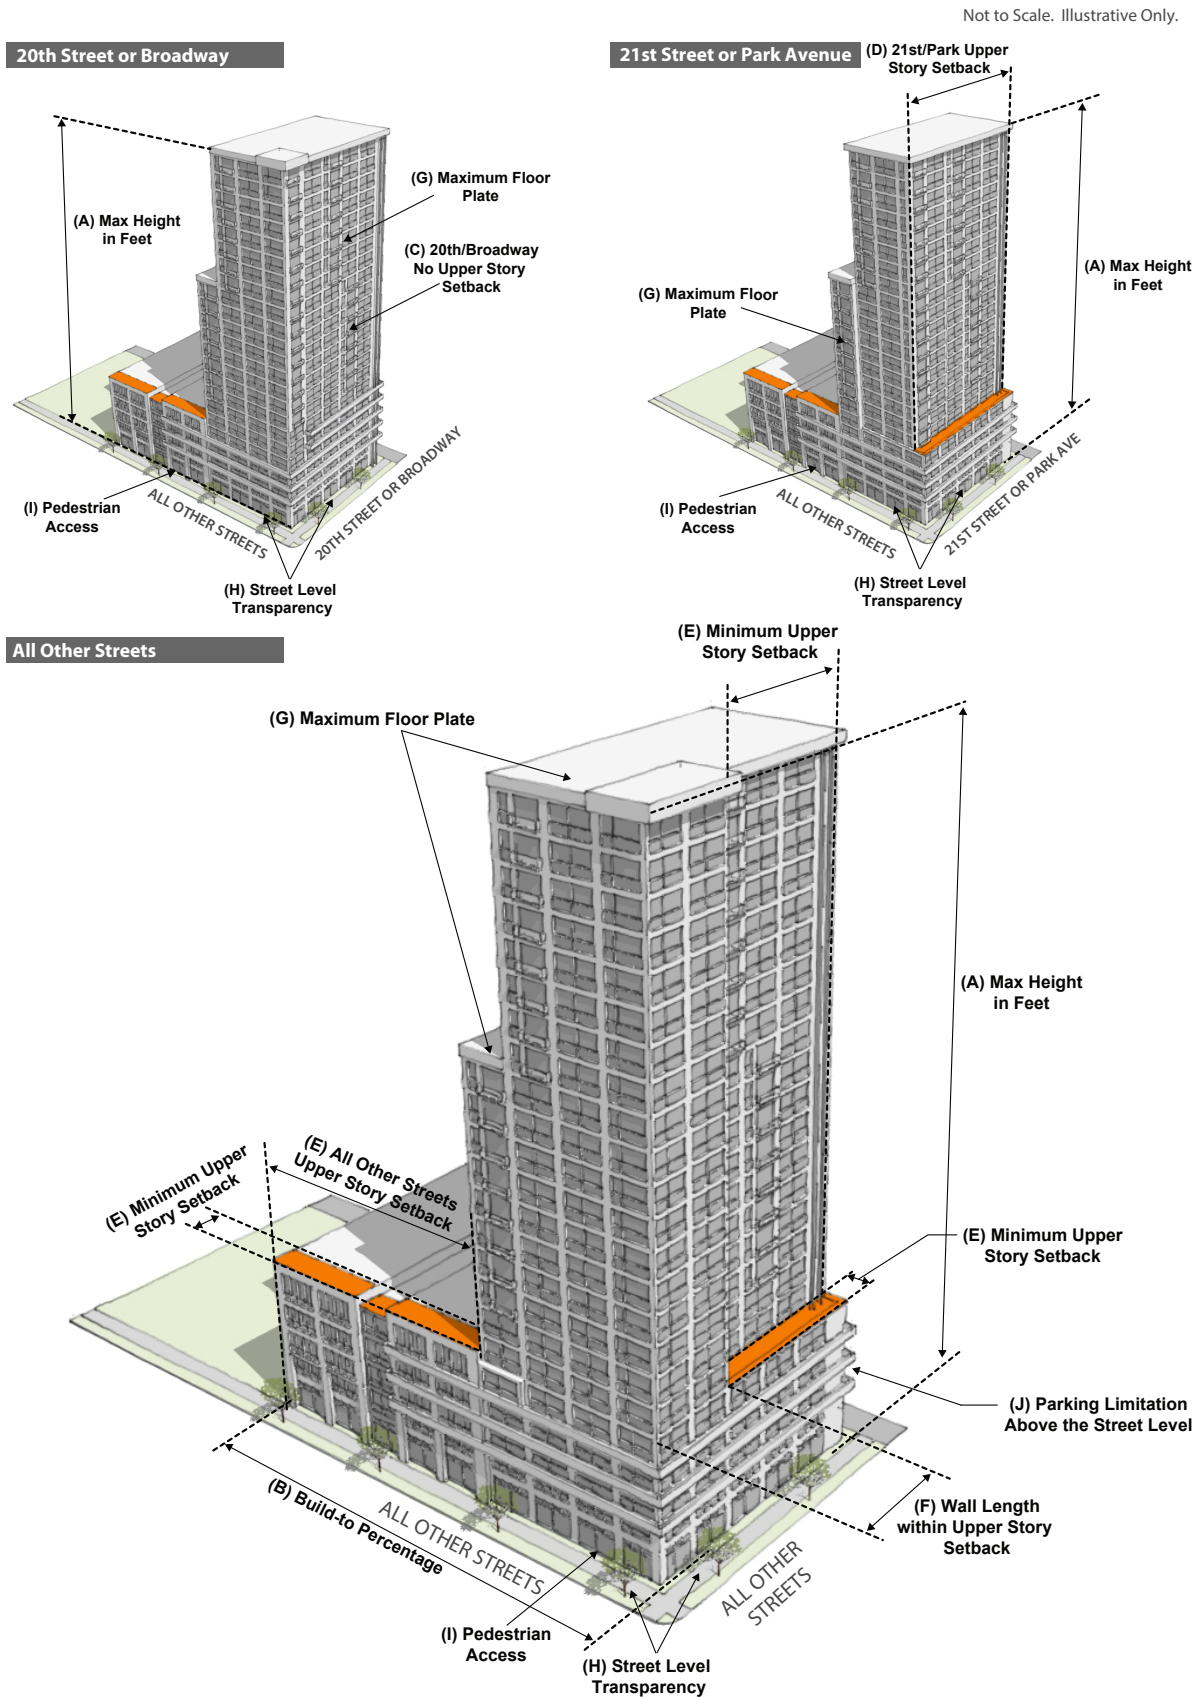 Not to Scale.  Illustrative Only.
20th Street or Broadway
(A) Max Height
in Feet
(G) Maximum Floor
Plate
(C) 20th/Broadway
No Upper Story
Setback
(I) Pedestrian
Access
ALL OTHER STREETS
20TH STREET OR BROADWAY
(H) Street Level
Transparency
21st Street or Park Avenue
(D) 21st/Park Upper
Story Setback
(A) Max Height
in Feet
(G) Maximum Floor
Plate
(I) Pedestrian
Access
ALL OTHER STREETS
21ST STREET OR PARK AVE
(H) Street Level
Transparency
All Other Streets
(E) Minimum Upper
Story Setback
(G) Maximum Floor Plate
(A) Max Height
in Feet
(E) Minimum Upper
Story Setback
(E) All Other Streets
Upper Story Setback
(E) Minimum Upper
Story Setback
(J) Parking Limitation
Above the Street Level
(F) Wall Length
within Upper Story
Setback
(B) Build-to Percentage
ALL OTHER STREETS
ALL OTHER
STREETS
(I) Pedestrian
Access
(H) Street Level
Transparency